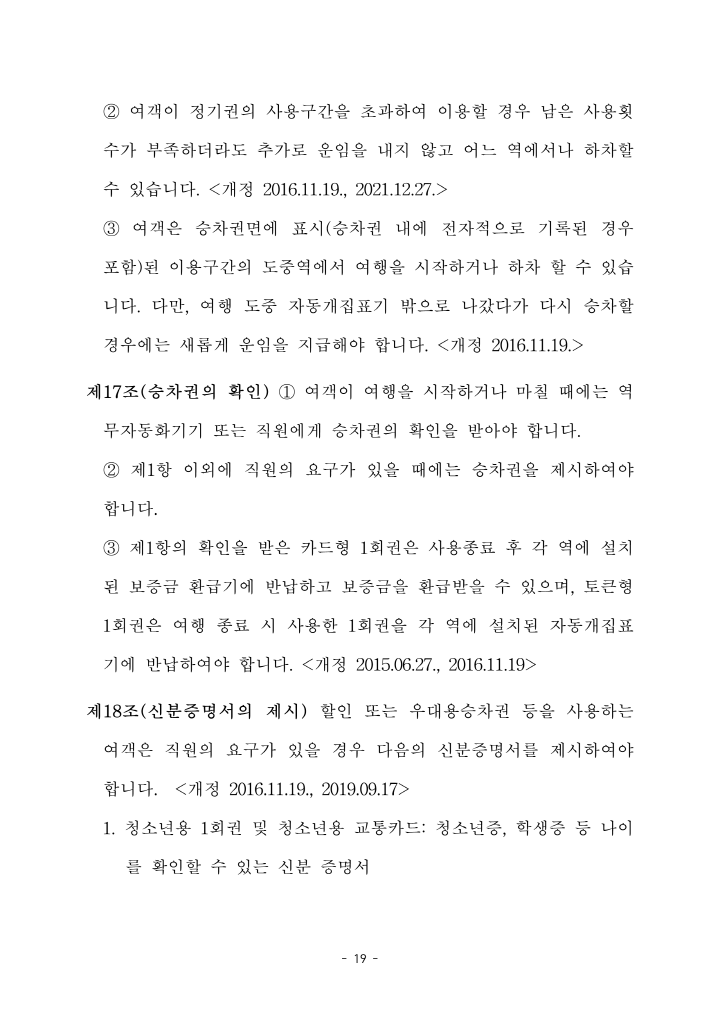 ② 여객이 정기권의 사용구간을 초과하여 이용할 경우 남은 사용횟
수가 부족하더라도 추가로 운임을 내지 않고 어느 역에서나 하차할
수 있습니다. <개정 2016.11.19., 2021.12.27.>
③ 여객은 승차권면에 표시(승차권 내에 전자적으로 기록된 경우
포함)된 이용구간의 도중역에서 여행을 시작하거나 하차 할 수 있습
니다. 다만, 여행 도중 자동개집표기 밖으로 나갔다가 다시 승차할
경우에는 새롭게 운임을 지급해야 합니다. <개정 2016.11.19.>
제17조(승차권의 확인) ① 여객이 여행을 시작하거나 마칠 때에는 역
무자동화기기 또는 직원에게 승차권의 확인을 받아야 합니다.
② 제1항 이외에 직원의 요구가 있을 때에는 승차권을 제시하여야
합니다.
③ 제1항의 확인을 받은 카드형 1회권은 사용종료 후 각 역에 설치
된 보증금 환급기에 반납하고 보증금을 환급받을 수 있으며, 토큰형
1회권은 여행 종료 시 사용한 1회권을 각 역에 설치된 자동개집표
기에 반납하여야 합니다. <개정 2015.06.27., 2016.11.19>
제18조(신분증명서의 제시) 할인 또는 우대용승차권 등을 사용하는
여객은 직원의 요구가 있을 경우 다음의 신분증명서를 제시하여야
합니다.  <개정 2016.11.19., 2019.09.17>
1. 청소년용 1회권 및 청소년용 교통카드: 청소년증, 학생증 등 나이
를 확인할 수 있는 신분 증명서
- 19 -